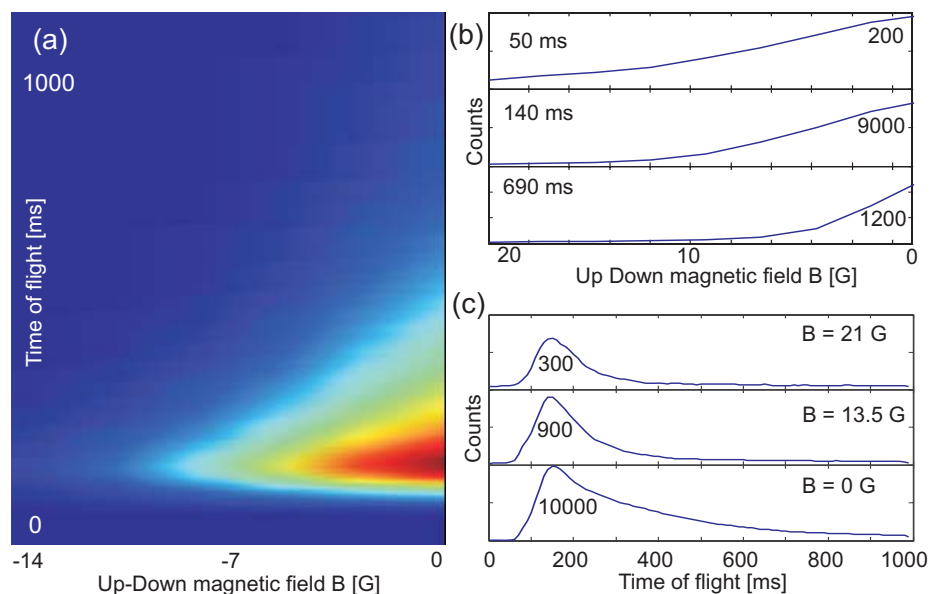 (a)
1000
Time of flight [ms]
0
-14 -7 0
Up-Down magnetic field B [G]
(b)
50 ms 200
140 ms 9000
690 ms 1200
Counts
20 10 0
Up Down magnetic field B [G]
(c)
B = 21 G
300
B = 13.5 G
900
B = 0 G
10000
Counts
0 200 400 600 800 1000
Time of flight [ms]